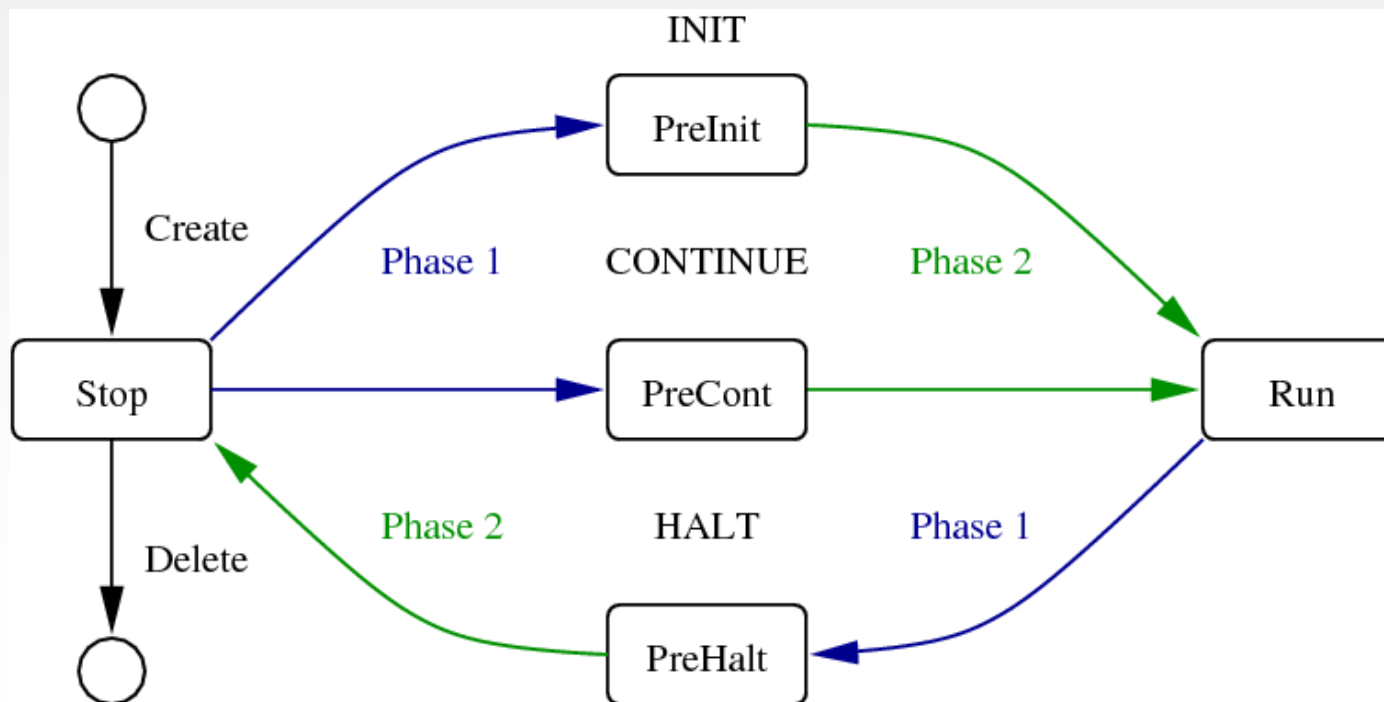 INIT
PreInit
Create
Phase 1
CONTINUE
Phase 2
Stop
PreCont
Run
Phase 2
HALT
Phase 1
Delete
PreHalt